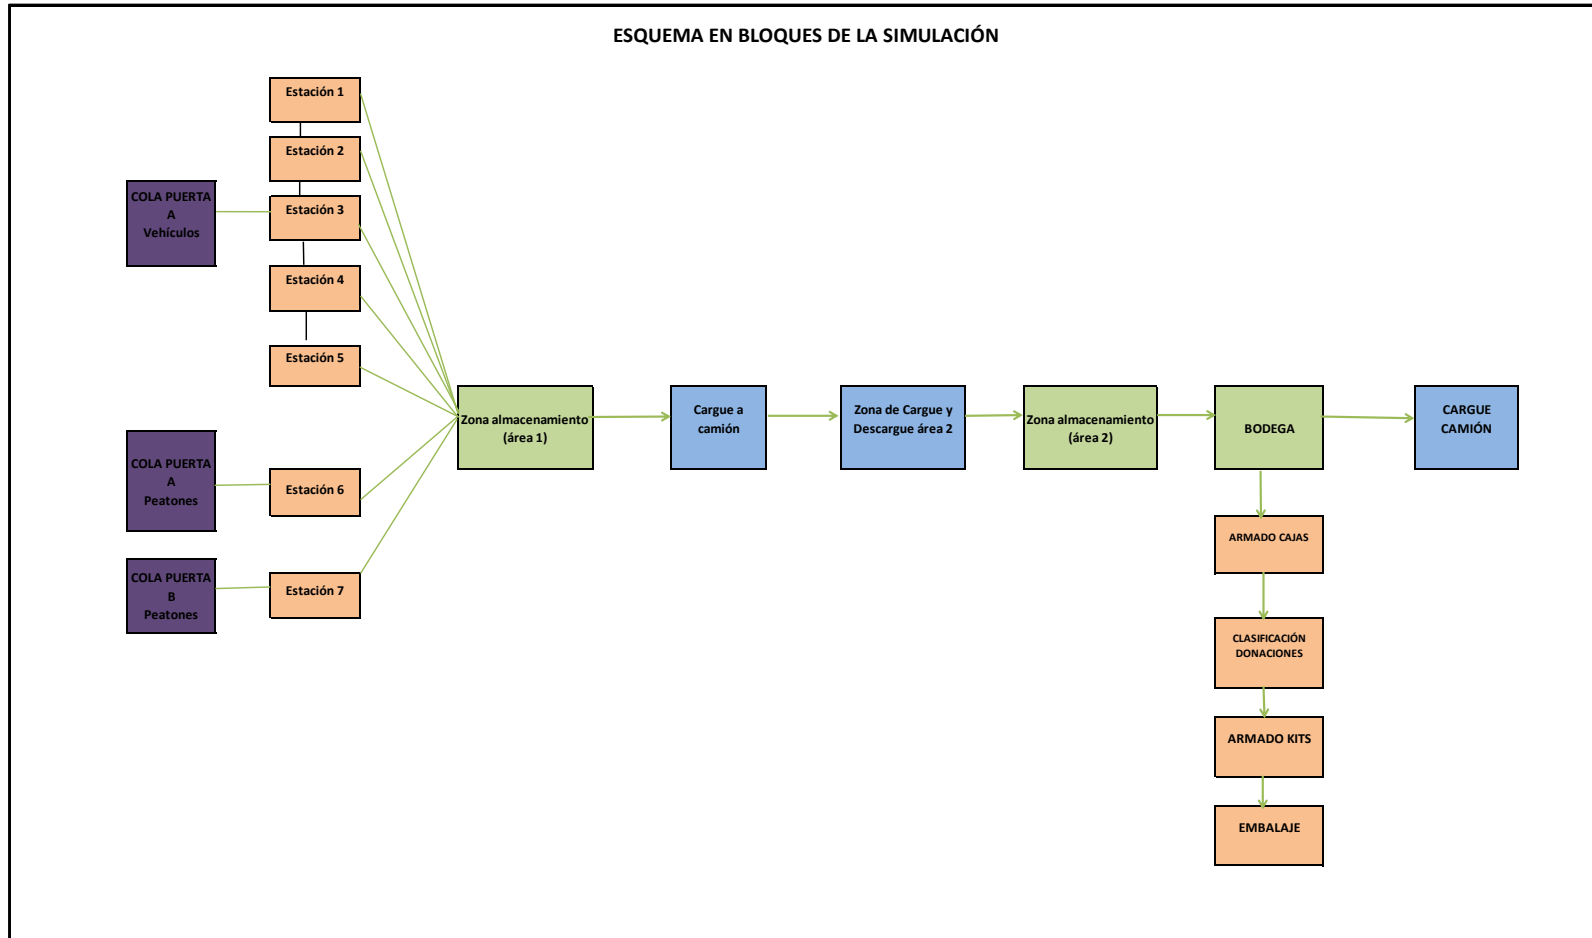 ESQUEMA EN BLOQUES DE LA SIMULACIÓN
Estación 1
Estación 2
COLA PUERTA
A
Vehículos
Estación 3
Estación 4
Estación 5
Zona almacenamiento
(área 1)
Cargue a
camión
Zona de Cargue y
Descargue área 2
Zona almacenamiento
(área 2)
BODEGA
CARGUE
CAMIÓN
COLA PUERTA
A
Peatones
Estación 6
COLA PUERTA
B
Peatones
Estación 7
ARMADO CAJAS
CLASIFICACIÓN
DONACIONES
ARMADO KITS
EMBALAJE